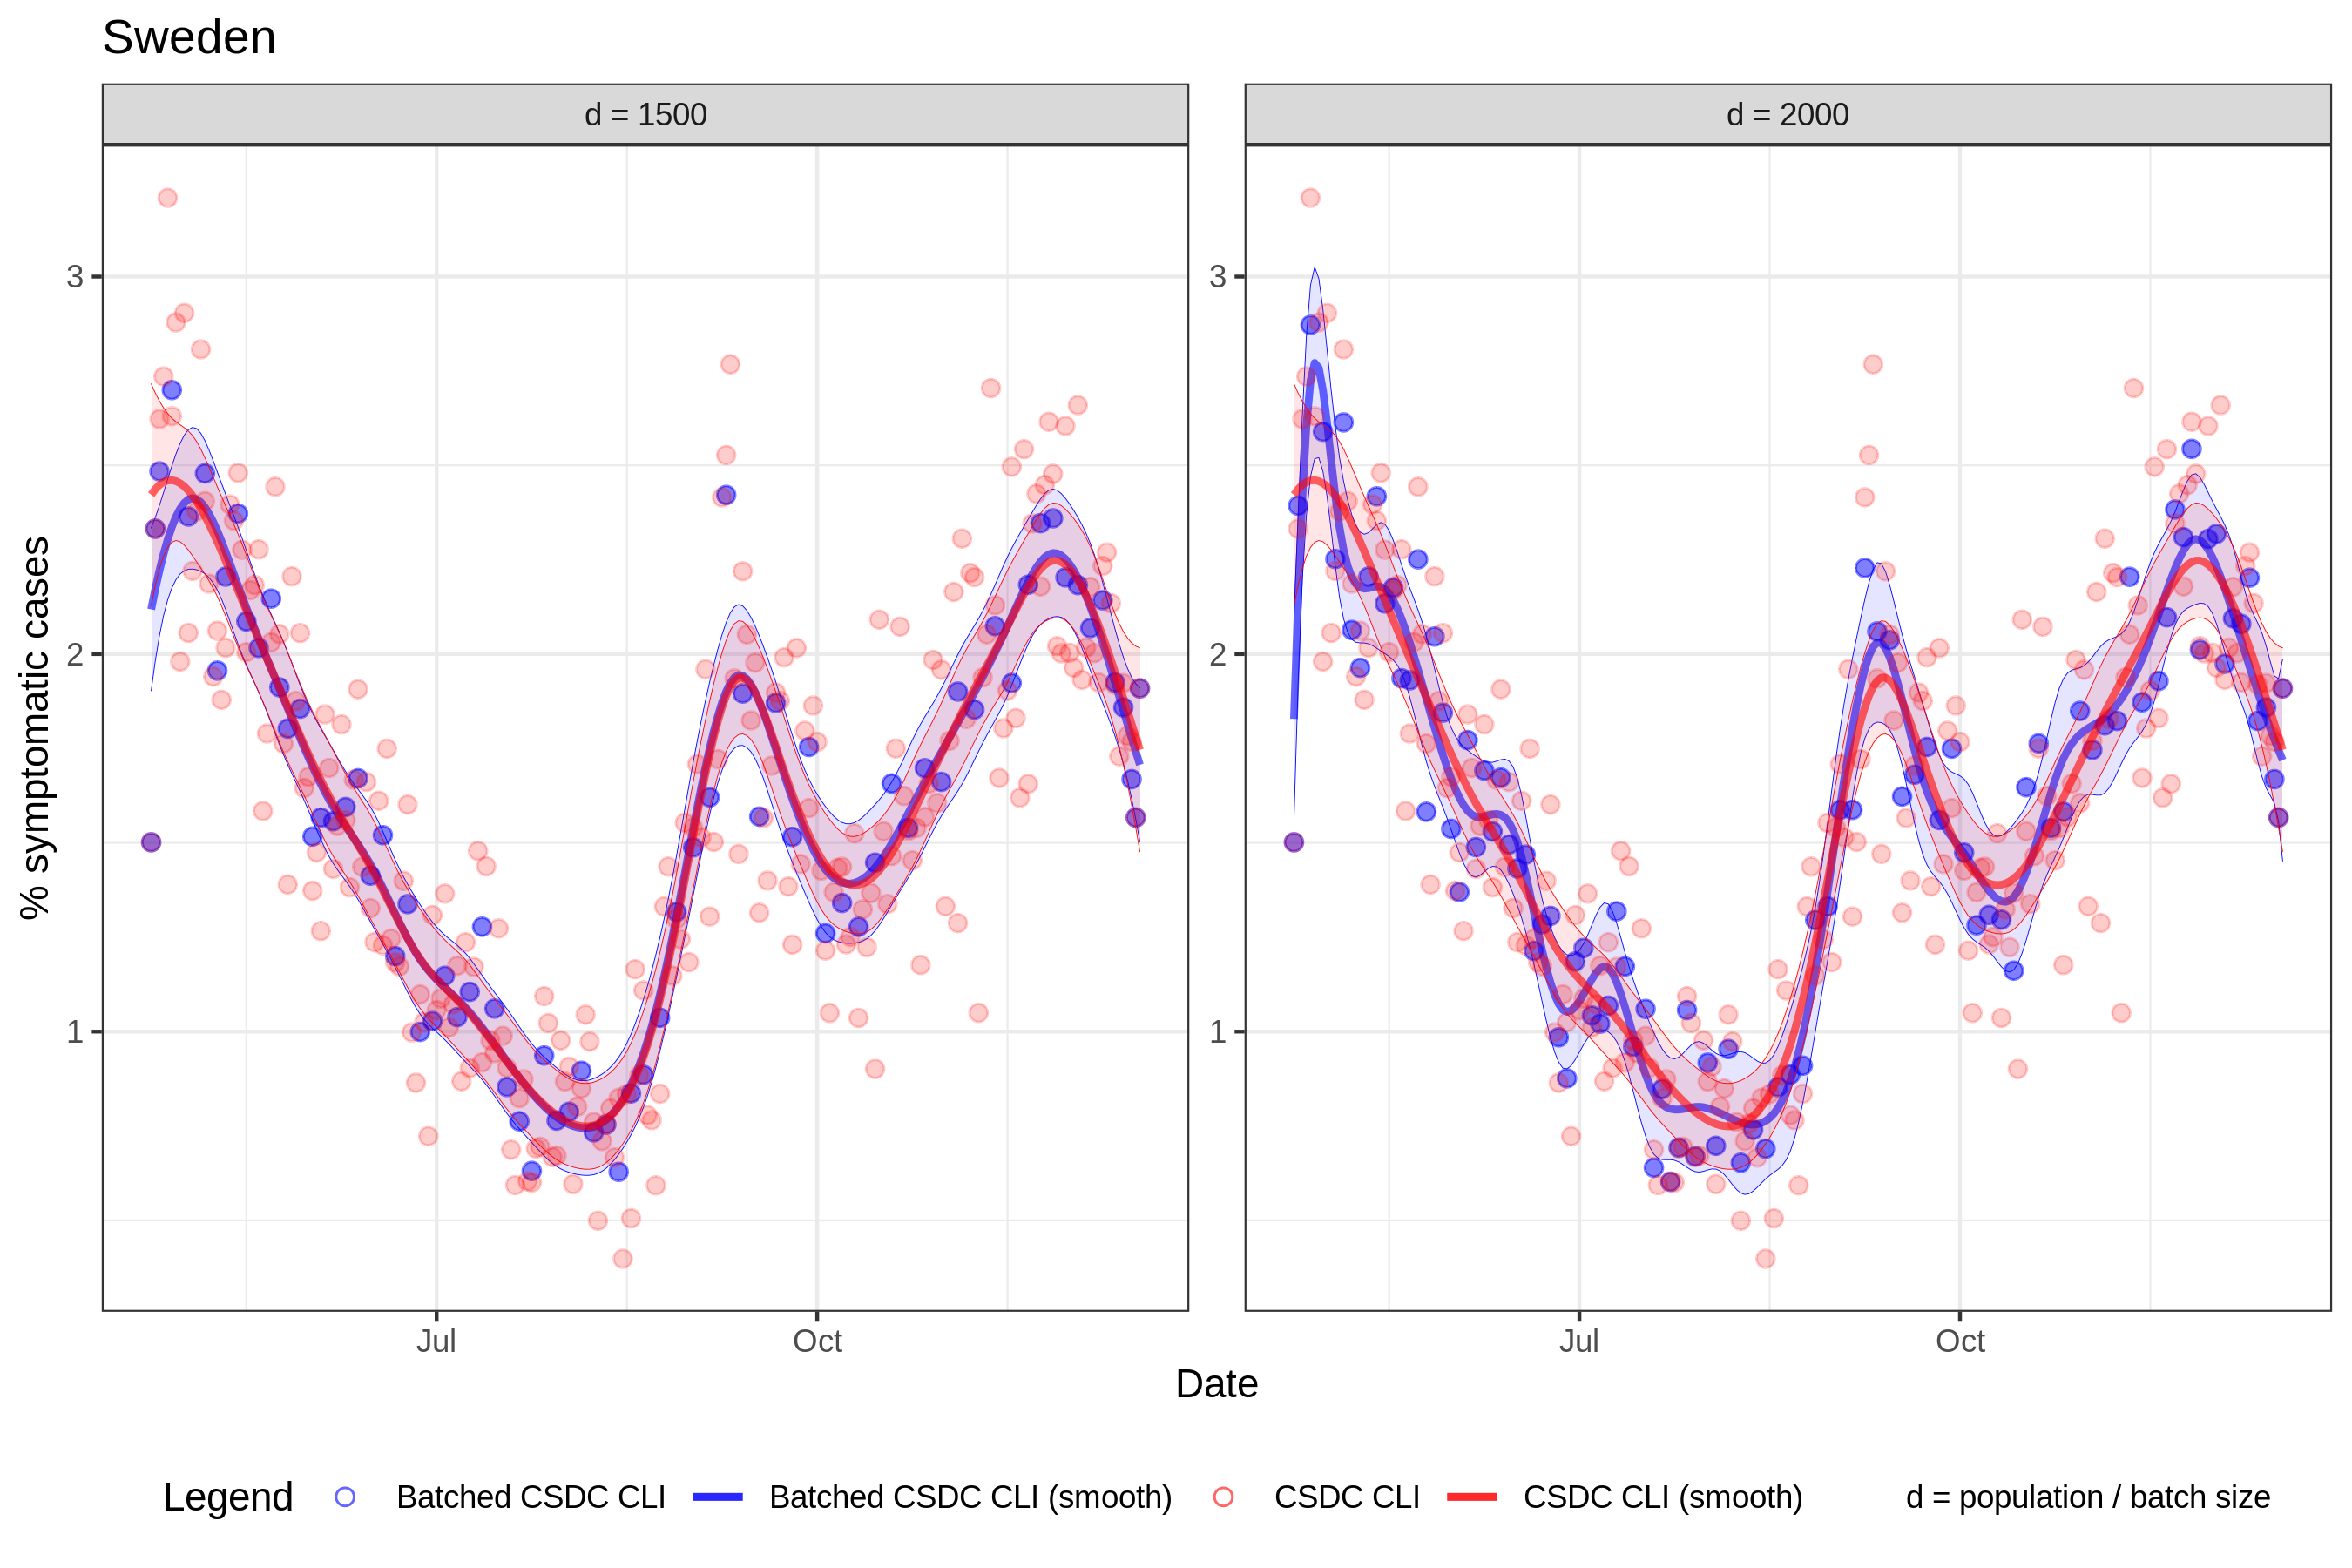 Sweden
d = 1500
d = 2000
% symptomatic cases
3
2
1
3
2
1
Jul
Oct
Jul
Oct
Date
Legend
Batched CSDC CLI
Batched CSDC CLI (smooth)
CSDC CLI
CSDC CLI (smooth)
d = population / batch size